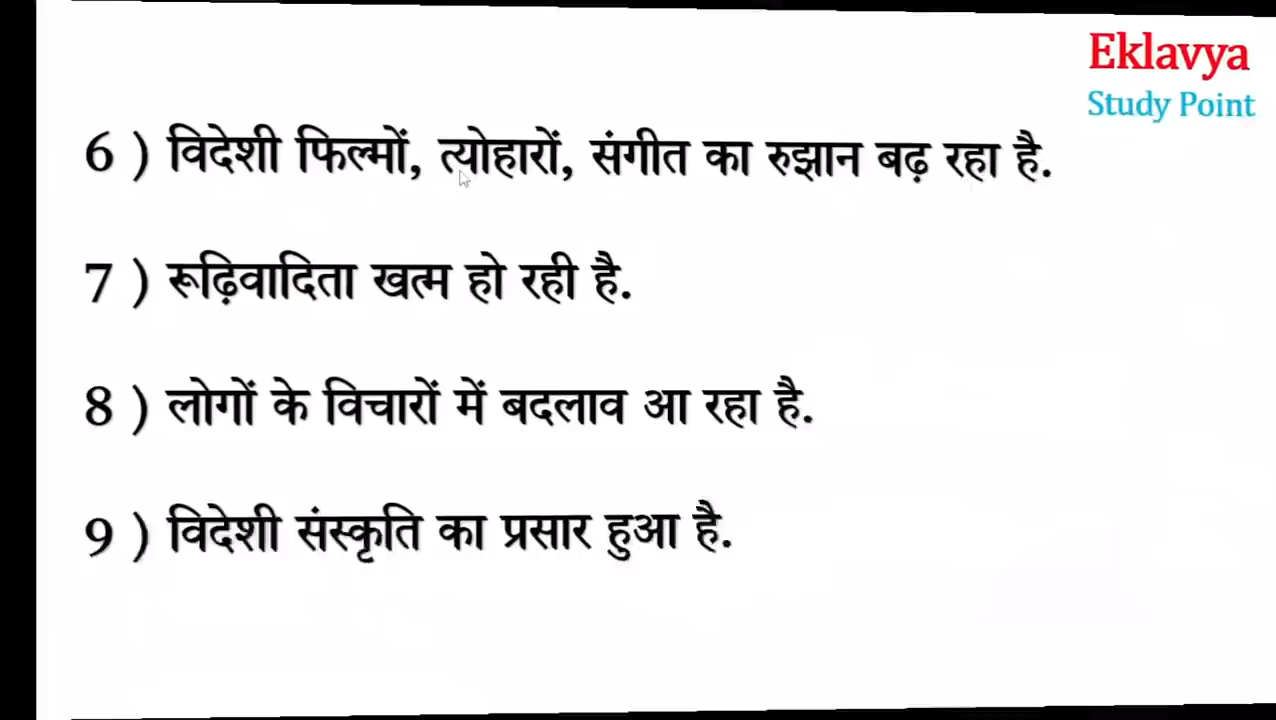 Eklavya
Study Point
6 ) विदेशी फिल्मों, त्योहारों, संगीत का रुझान बढ़ रहा है.
7 ) रूढ़िवादिता खत्म हो रही है.
8 ) लोगों के विचारों में बदलाव आ रहा है.
9 ) विदेशी संस्कृति का प्रसार हुआ है.